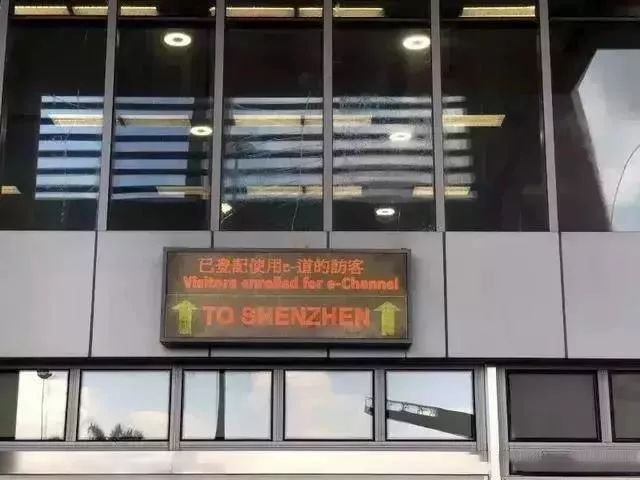 已登記使用e-道的訪客
Visitors enrolled for e-Channel
TO SHENZHEN